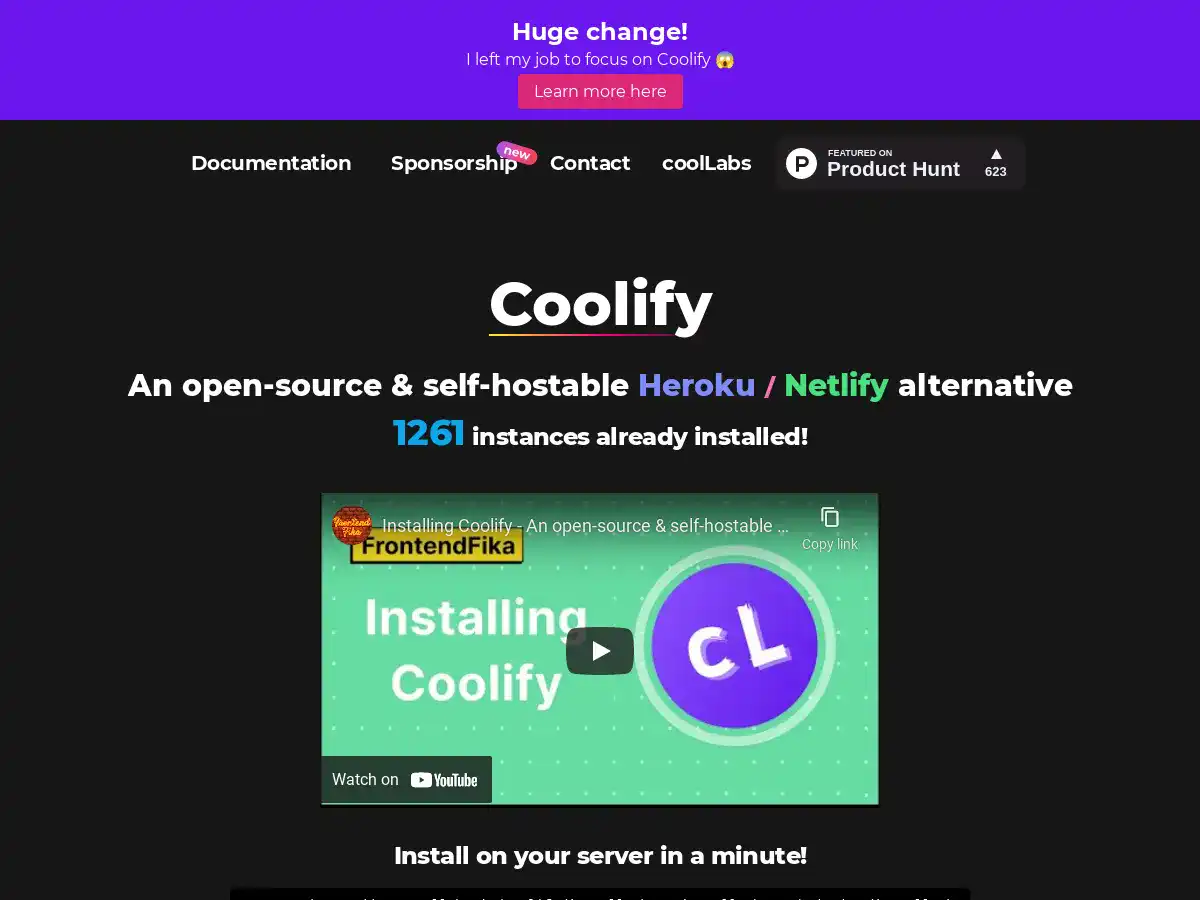 Huge change!
I left my job to focus on Coolify 😱
Learn more here
Documentation
Sponsorship
new
Contact
coolLabs
P
FEATURED ON
Product Hunt
▲
623
Coolify
An open-source & self-hostable Heroku / Netlify alternative
1261 instances already installed!
Frontend
Fika
Installing Coolify - An open-source & self-hostable ...
Copy link
FrontendFika
Installing
Coolify
cL
Watch on YouTube
Install on your server in a minute!